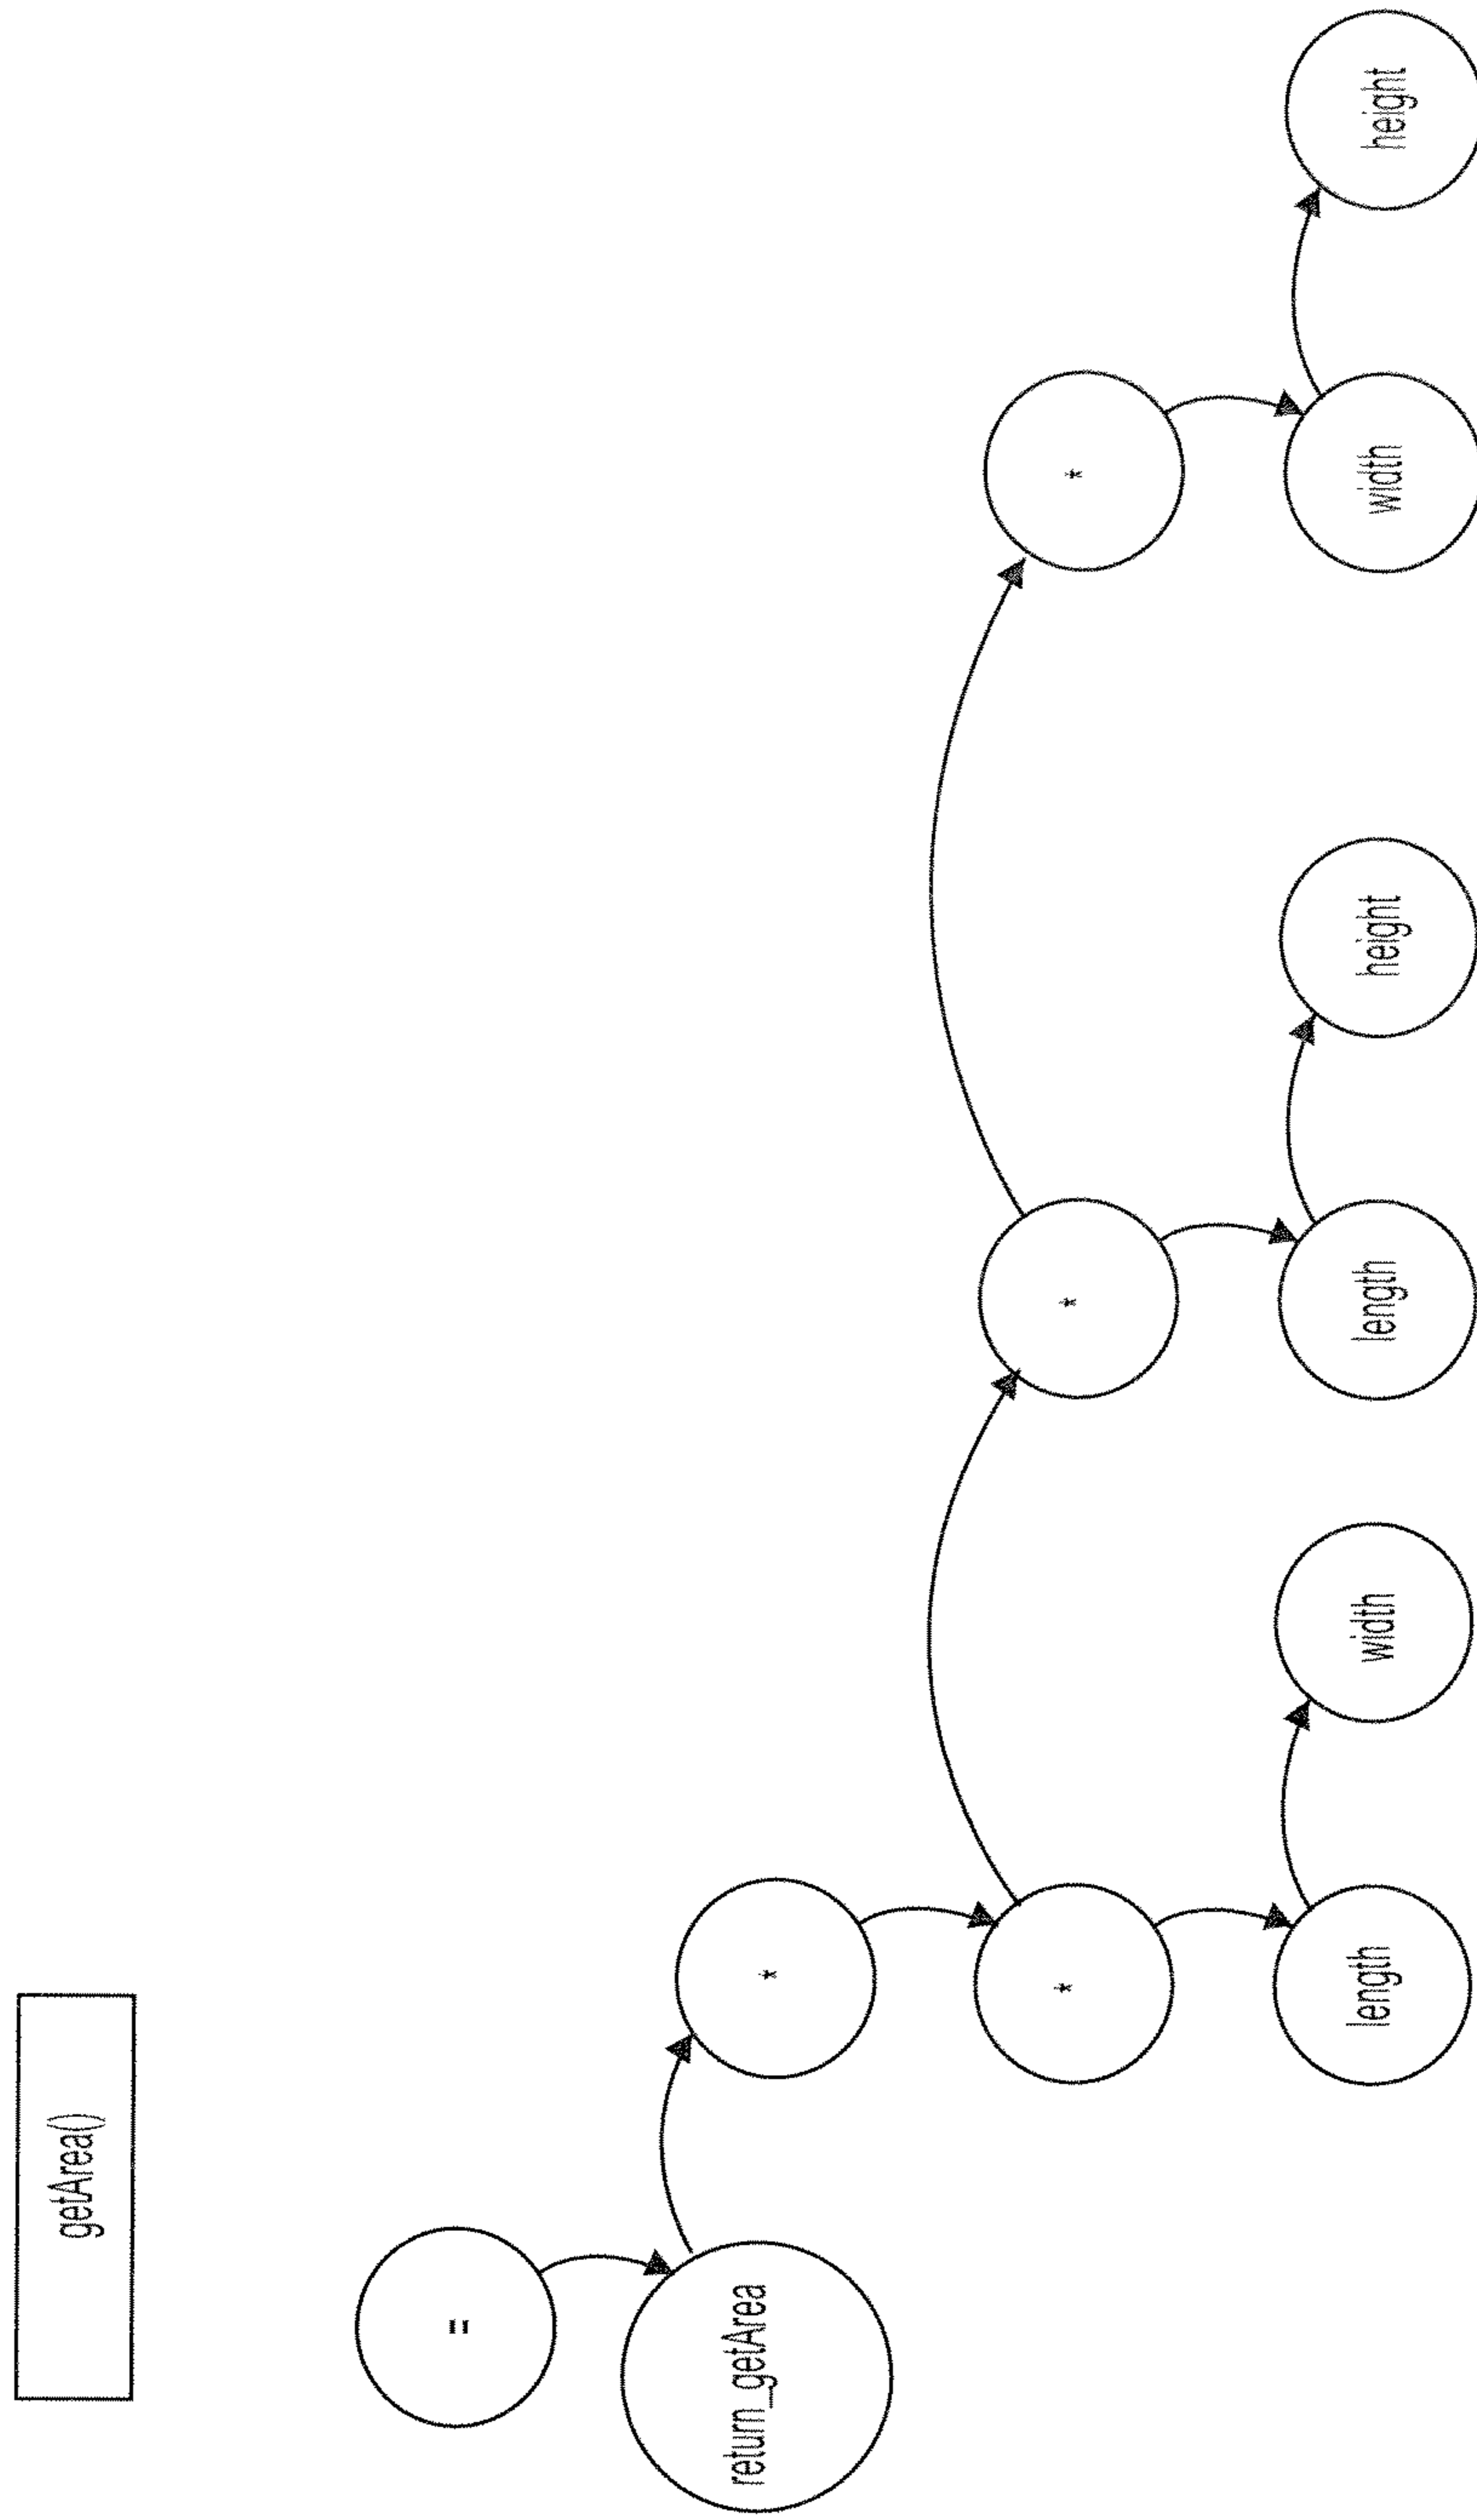 getArea()
=
return_getArea
*
*
*
*
length
width
length
height
width
height